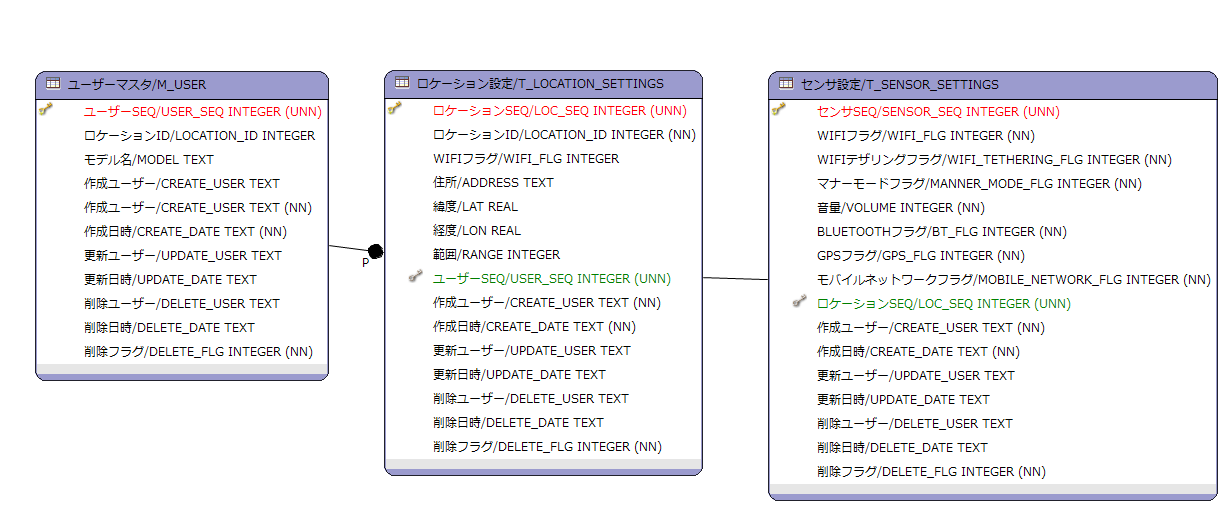 ユーザーマスタ/M_USER
ユーザーSEQ/USER_SEQ INTEGER (UNN)
ロケーションID/LOCATION_ID INTEGER
モデル名/MODEL TEXT
作成ユーザー/CREATE_USER TEXT
作成ユーザー/CREATE_USER TEXT (NN)
作成日時/CREATE_DATE TEXT (NN)
更新ユーザー/UPDATE_USER TEXT
更新日時/UPDATE_DATE TEXT
削除ユーザー/DELETE_USER TEXT
削除日時/DELETE_DATE TEXT
削除フラグ/DELETE_FLG INTEGER (NN)
P
ロケーション設定/T_LOCATION_SETTINGS
ロケーションSEQ/LOC_SEQ INTEGER (UNN)
ロケーションID/LOCATION_ID INTEGER (NN)
WIFIフラグ/WIFI_FLG INTEGER
住所/ADDRESS TEXT
緯度/LAT REAL
経度/LON REAL
範囲/RANGE INTEGER
ユーザーSEQ/USER_SEQ INTEGER (UNN)
作成ユーザー/CREATE_USER TEXT (NN)
作成日時/CREATE_DATE TEXT (NN)
更新ユーザー/UPDATE_USER TEXT
更新日時/UPDATE_DATE TEXT
削除ユーザー/DELETE_USER TEXT
削除日時/DELETE_DATE TEXT
削除フラグ/DELETE_FLG INTEGER (NN)
センサ設定/T_SENSOR_SETTINGS
センサSEQ/SENSOR_SEQ INTEGER (UNN)
WIFIフラグ/WIFI_FLG INTEGER (NN)
WIFIテザリングフラグ/WIFI_TETHERING_FLG INTEGER (NN)
マナーモードフラグ/MANNER_MODE_FLG INTEGER (NN)
音量/VOLUME INTEGER (NN)
BLUETOOTHフラグ/BT_FLG INTEGER (NN)
GPSフラグ/GPS_FLG INTEGER (NN)
モバイルネットワークフラグ/MOBILE_NETWORK_FLG INTEGER (NN)
ロケーションSEQ/LOC_SEQ INTEGER (UNN)
作成ユーザー/CREATE_USER TEXT (NN)
作成日時/CREATE_DATE TEXT (NN)
更新ユーザー/UPDATE_USER TEXT
更新日時/UPDATE_DATE TEXT
削除ユーザー/DELETE_USER TEXT
削除日時/DELETE_DATE TEXT
削除フラグ/DELETE_FLG INTEGER (NN)